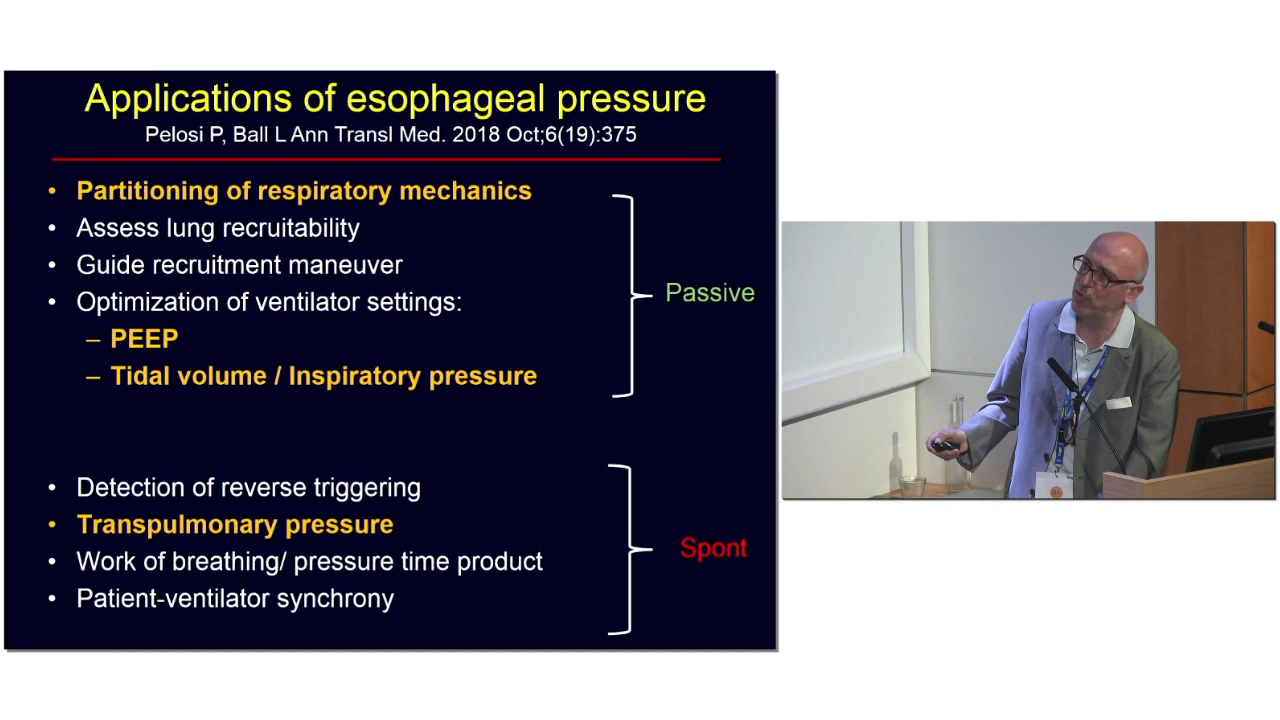 Applications of esophageal pressure
Pelosi P, Ball L Ann Transl Med. 2018 Oct;6(19):375
• Partitioning of respiratory mechanics
• Assess lung recruitability
• Guide recruitment maneuver
• Optimization of ventilator settings:
– PEEP
– Tidal volume / Inspiratory pressure
Passive
• Detection of reverse triggering
• Transpulmonary pressure
• Work of breathing/ pressure time product
• Patient-ventilator synchrony
Spont